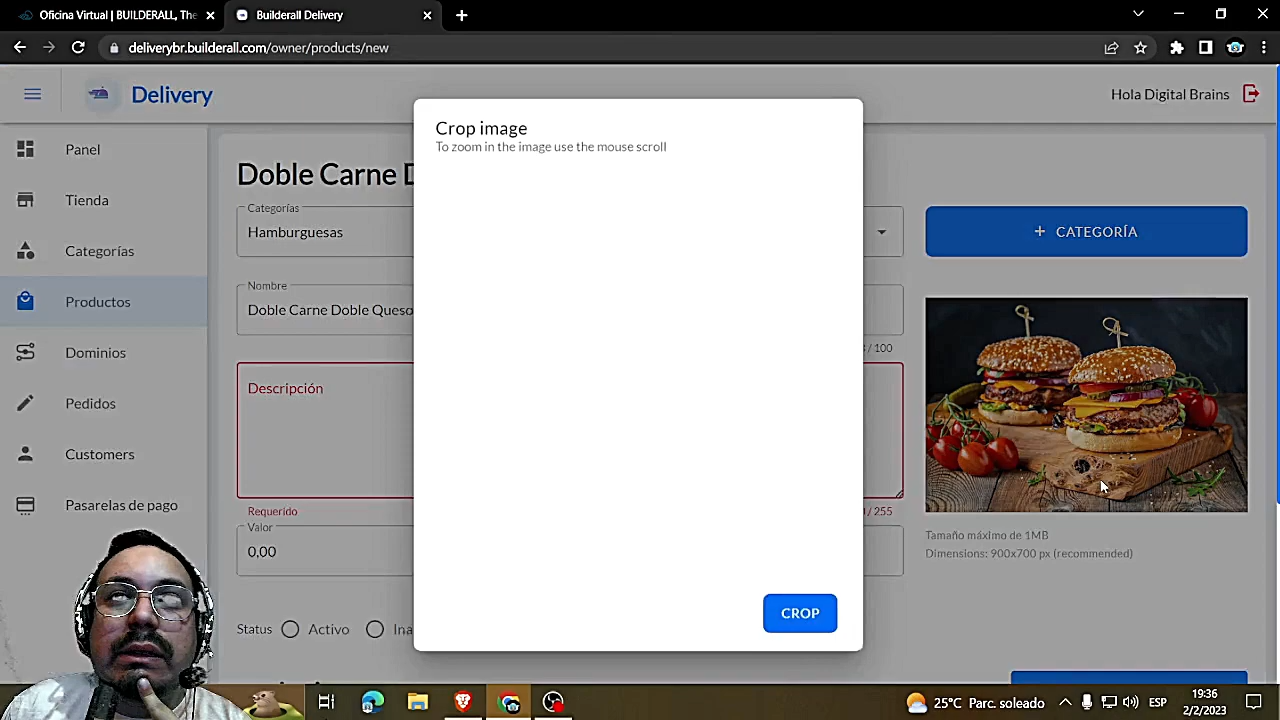 Oficina Virtual | BUILDERALL, The
Builderall Delivery
deliverybr.builderall.com/owner/products/new
Delivery
Hola Digital Brains
Panel
Tienda
Categorías
Productos
Dominios
Pedidos
Customers
Pasarelas de pago
Doble Carne D
Categorías
Hamburguesas
Nombre
Doble Carne Doble Queso
/ 100
Descripción
Requerido
/ 255
Valor
0,00
Status
Activo
Ina
Crop image
To zoom in the image use the mouse scroll
CROP
+ CATEGORÍA
Tamaño máximo de 1MB
Dimensions: 900x700 px (recommended)
25°C Parc. soleado
ESP
19:36
2/2/2023